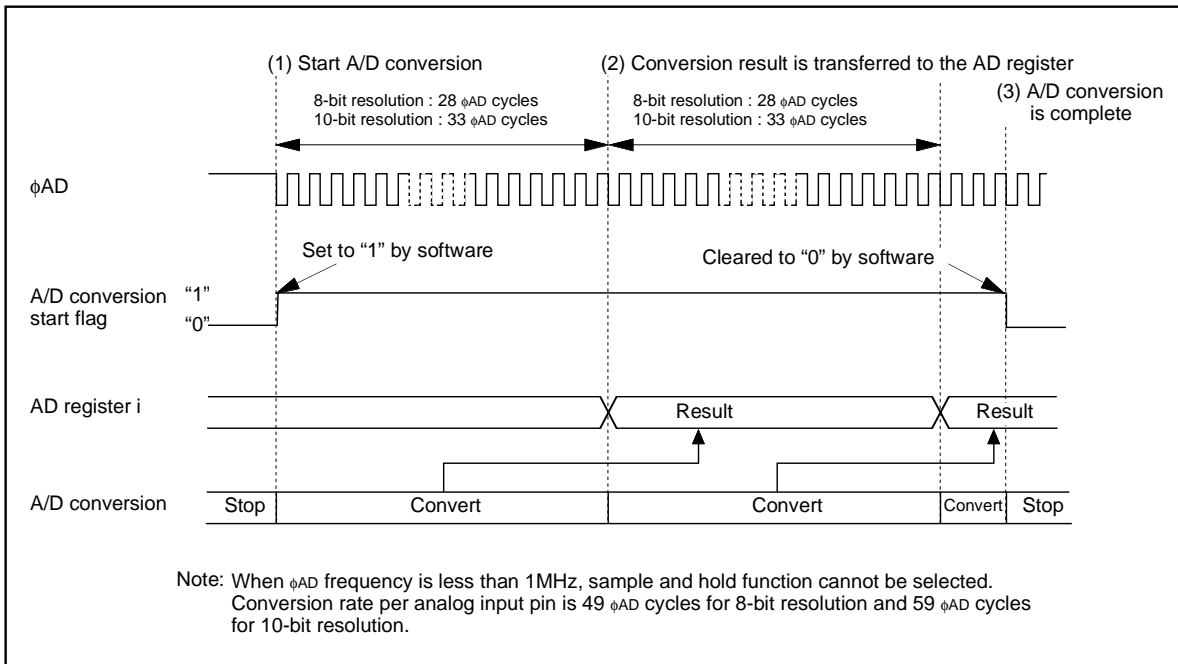 (1) Start A/D conversion
(2) Conversion result is transferred to the AD register
(3) A/D conversion
is complete
8-bit resolution : 28 ϕAD cycles
10-bit resolution : 33 ϕAD cycles
8-bit resolution : 28 ϕAD cycles
10-bit resolution : 33 ϕAD cycles
ϕAD
Set to “1” by software
Cleared to “0” by software
A/D conversion
start flag
“1”
“0”
AD register i
Result
Result
A/D conversion
Stop
Convert
Convert
Convert
Stop
Note: When ϕAD frequency is less than 1MHz, sample and hold function cannot be selected.
Conversion rate per analog input pin is 49 ϕAD cycles for 8-bit resolution and 59 ϕAD cycles
for 10-bit resolution.